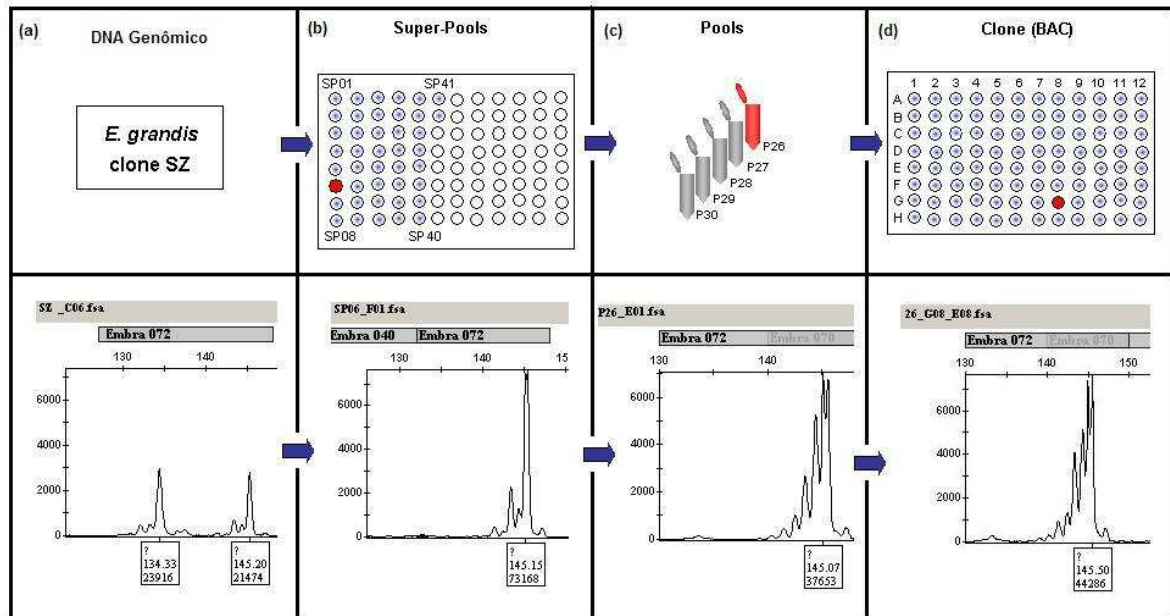 (a)
DNA Genômico
E. grandis
clone SZ
(b)
Super-Pools
SP01
SP41
SP08
SP40
(c)
Pools
P26
P27
P28
P29
P30
(d)
Clone (BAC)
1 2 3 4 5 6 7 8 9 10 11 12
A
B
C
D
E
F
G
H
SZ _C06.fsa
Embra 072
130 140
6000
4000
2000
0
?
134.33
23916
?
145.20
21474
SP06_F01.fsa
Embra 040 Embra 072
130 140 15
6000
4000
2000
0
?
145.15
73168
P26_E01.fsa
Embra 072 Embra 070
130 140
6000
4000
2000
0
?
145.07
37653
26_G08_E08.fsa
Embra 072 Embra 070
130 140 150
6000
4000
2000
0
?
145.50
44286